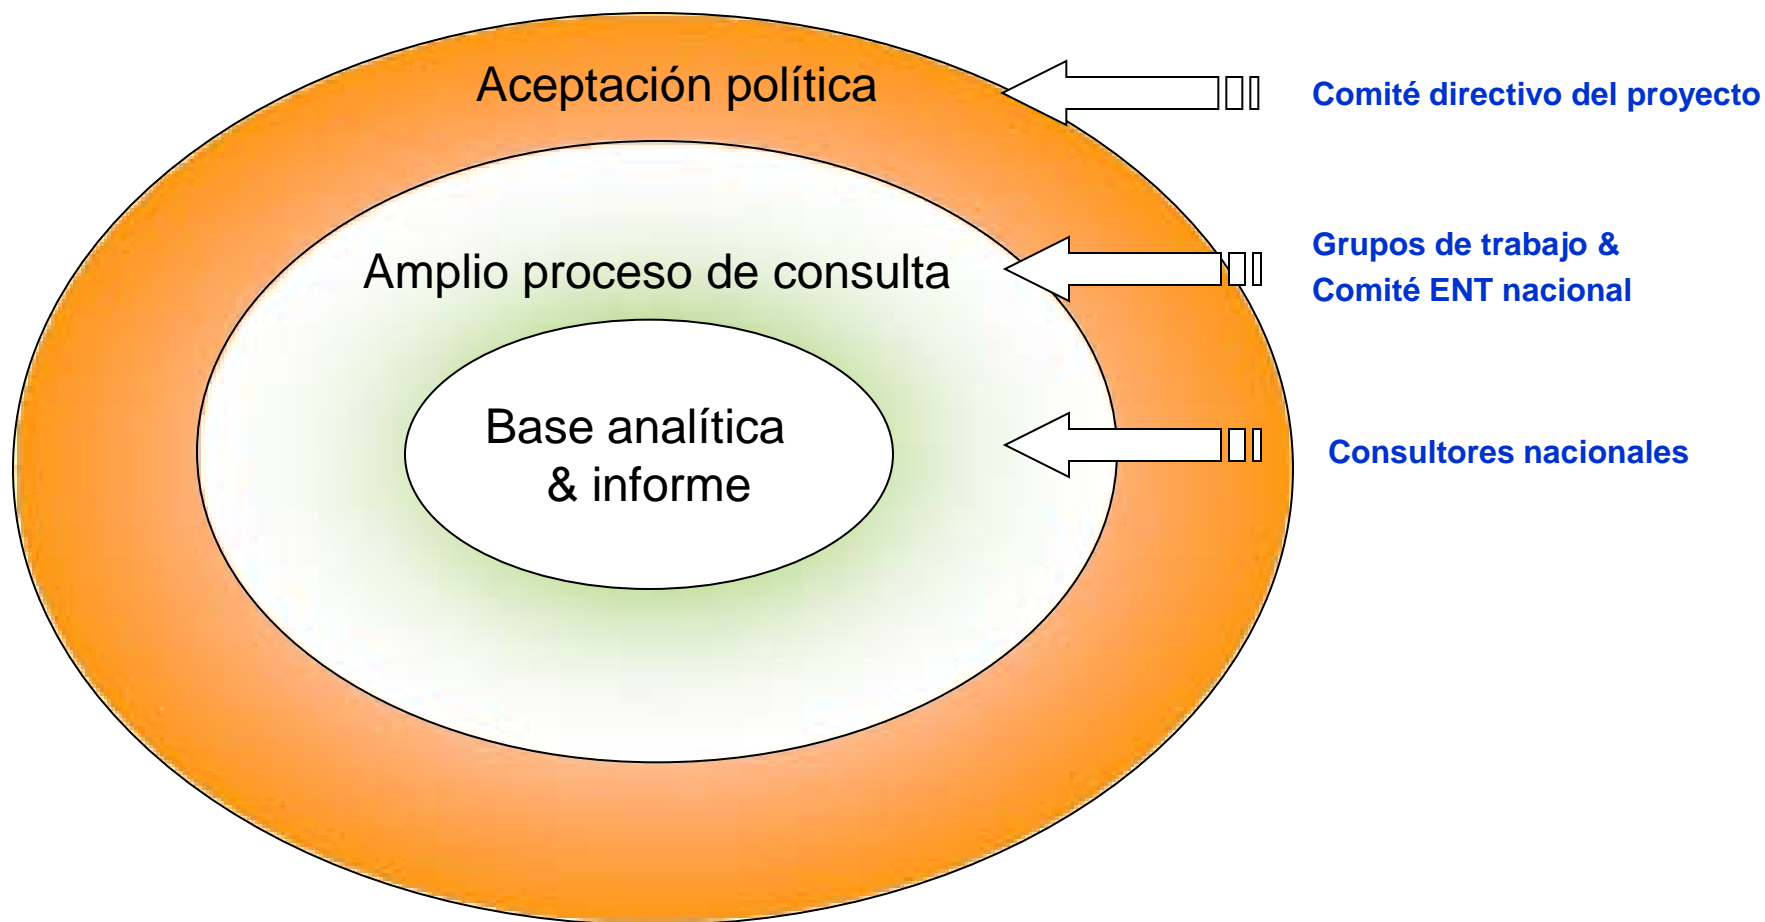 Aceptación política
Comité directivo del proyecto
Amplio proceso de consulta
Grupos de trabajo &
Comité ENT nacional
Base analítica
& informe
Consultores nacionales